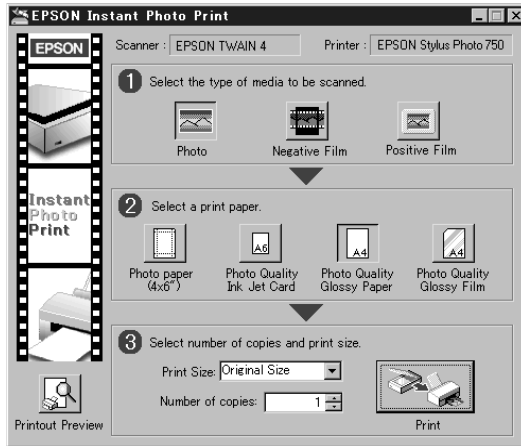 EPSON Instant Photo Print
EPSON
Scanner : EPSON TWAIN 4 Printer : EPSON Stylus Photo 750
1 Select the type of media to be scanned.
Photo Negative Film Positive Film
Instant
Photo
Print
2 Select a print paper.
A6 A4 A4
Photo paper Photo Quality Photo Quality Photo Quality
(4x6") Ink Jet Card Glossy Paper Glossy Film
3 Select number of copies and print size.
Print Size: Original Size
Number of copies: 1
Printout Preview Print